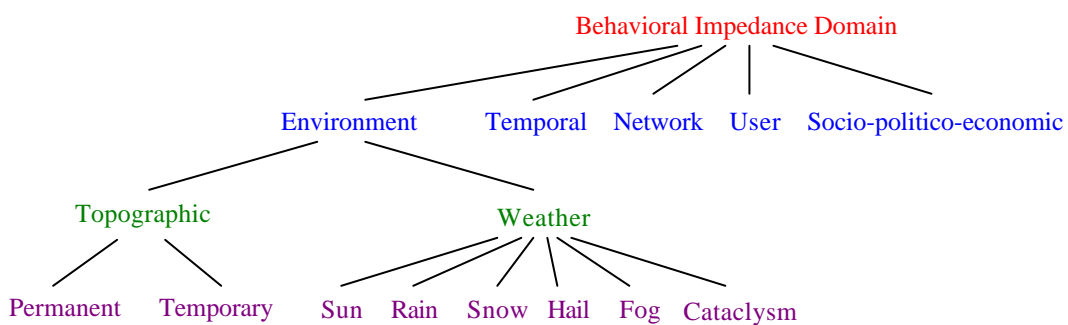 Behavioral Impedance Domain
Environment Temporal Network User Socio-politico-economic
Topographic Weather
Permanent Temporary Sun Rain Snow Hail Fog Cataclysm